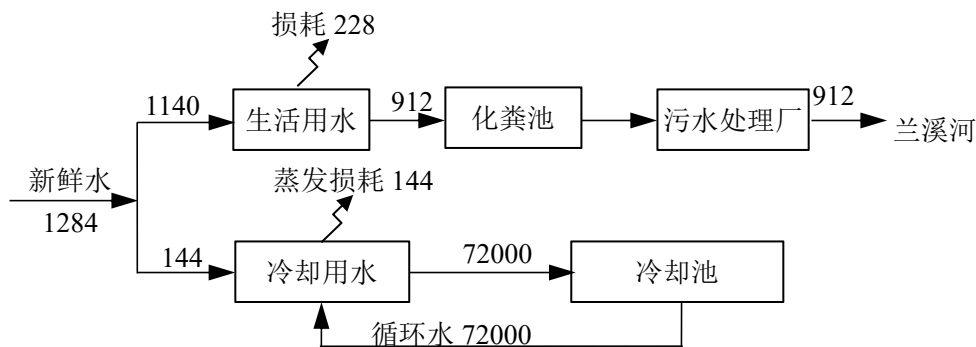 损耗 228
1140
生活用水
912
化粪池
污水处理厂
912
兰溪河
新鲜水
1284
蒸发损耗 144
144
冷却用水
72000
冷却池
循环水 72000